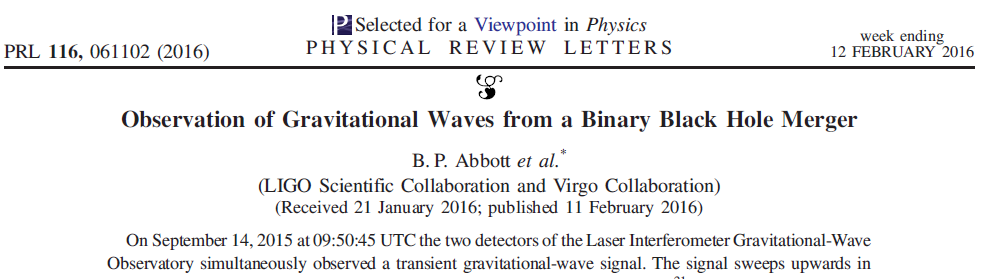 Selected for a Viewpoint in Physics
PRL 116, 061102 (2016)
PHYSICAL REVIEW LETTERS
week ending
12 FEBRUARY 2016
Observation of Gravitational Waves from a Binary Black Hole Merger
B. P. Abbott et al.*
(LIGO Scientific Collaboration and Virgo Collaboration)
(Received 21 January 2016; published 11 February 2016)
On September 14, 2015 at 09:50:45 UTC the two detectors of the Laser Interferometer Gravitational-Wave
Observatory simultaneously observed a transient gravitational-wave signal. The signal sweeps upwards in